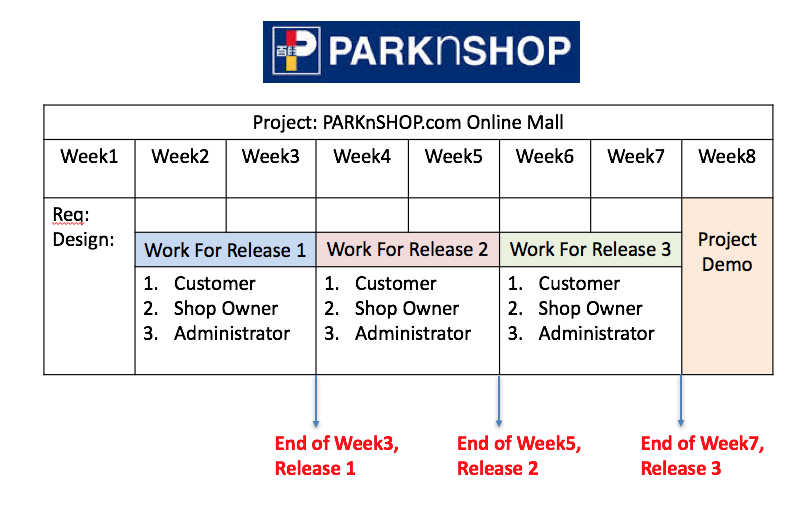 百佳 PARKnSHOP
Project: PARKnSHOP.com Online Mall
Week1 Week2 Week3 Week4 Week5 Week6 Week7 Week8
Req:
Design:
Work For Release 1 Work For Release 2 Work For Release 3
Project
Demo
1. Customer
2. Shop Owner
3. Administrator
1. Customer
2. Shop Owner
3. Administrator
1. Customer
2. Shop Owner
3. Administrator
End of Week3,
Release 1
End of Week5,
Release 2
End of Week7,
Release 3